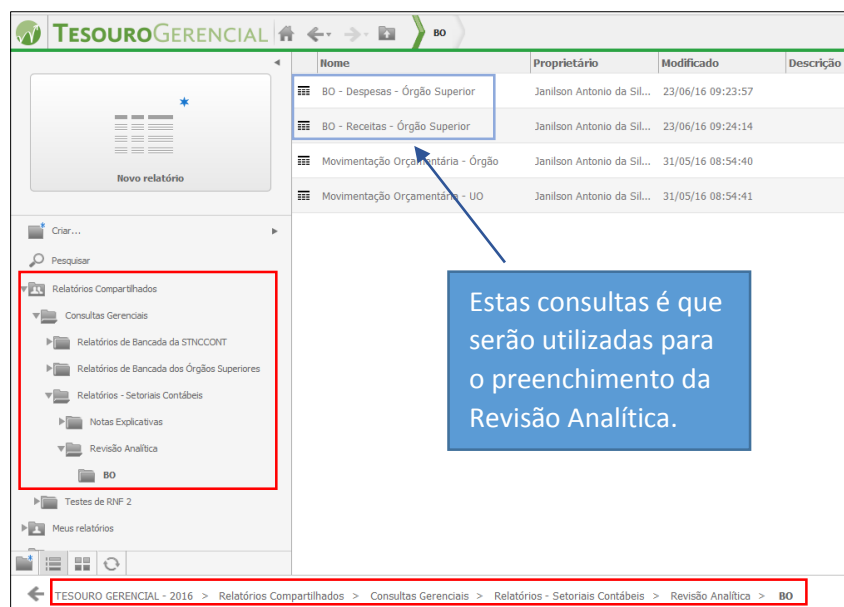 TESOUROGERENCIAL BO
Nome Proprietário Modificado Descrição
BO - Despesas - Órgão Superior Janilson Antonio da Sil... 23/06/16 09:23:57
BO - Receitas - Órgão Superior Janilson Antonio da Sil... 23/06/16 09:24:14
Movimentação Orçamentária - Órgão Janilson Antonio da Sil... 31/05/16 08:54:40
Movimentação Orçamentária - UO Janilson Antonio da Sil... 31/05/16 08:54:41
Novo relatório
Criar...
Pesquisar
Relatórios Compartilhados
Consultas Gerenciais
Relatórios de Bancada da STNCCONT
Relatórios de Bancada dos Órgãos Superiores
Relatórios - Setoriais Contábeis
Notas Explicativas
Revisão Analítica
BO
Testes de RNF 2
Meus relatórios
Estas consultas é que
serão utilizadas para
o preenchimento da
Revisão Analítica.
TESOURO GERENCIAL - 2016 > Relatórios Compartilhados > Consultas Gerenciais > Relatórios - Setoriais Contábeis > Revisão Analítica > BO